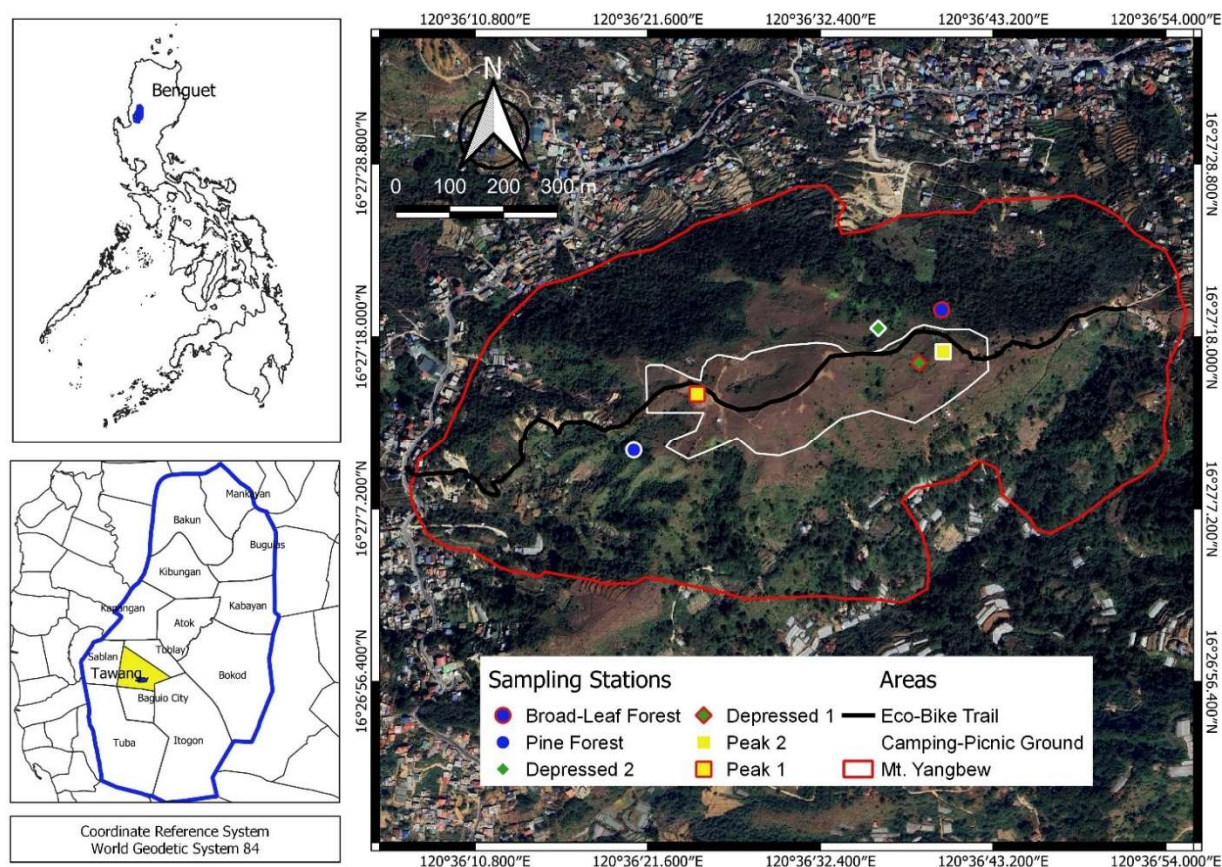 Benguet
Mankayan
Bakun
Buguias
Kibungan
Kapangan
Kabayan
Atok
Tublay
Sablan
Tawang
Bokod
Baguio City
Tuba
Itogon
Coordinate Reference System
World Geodetic System 84
120°36'10.800"E 120°36'21.600"E 120°36'32.400"E 120°36'43.200"E 120°36'54.000"E
N
0 100 200 300 m
16°27'28.800"N
16°27'18.000"N
16°27'7.200"N
16°26'56.400"N
16°27'28.800"N
16°27'18.000"N
16°27'7.200"N
16°26'56.400"N
Sampling Stations
Broad-Leaf Forest
Pine Forest
Depressed 2
Depressed 1
Peak 2
Peak 1
Areas
Eco-Bike Trail
Camping-Picnic Ground
Mt. Yangbew
120°36'10.800"E 120°36'21.600"E 120°36'32.400"E 120°36'43.200"E 120°36'54.000"E